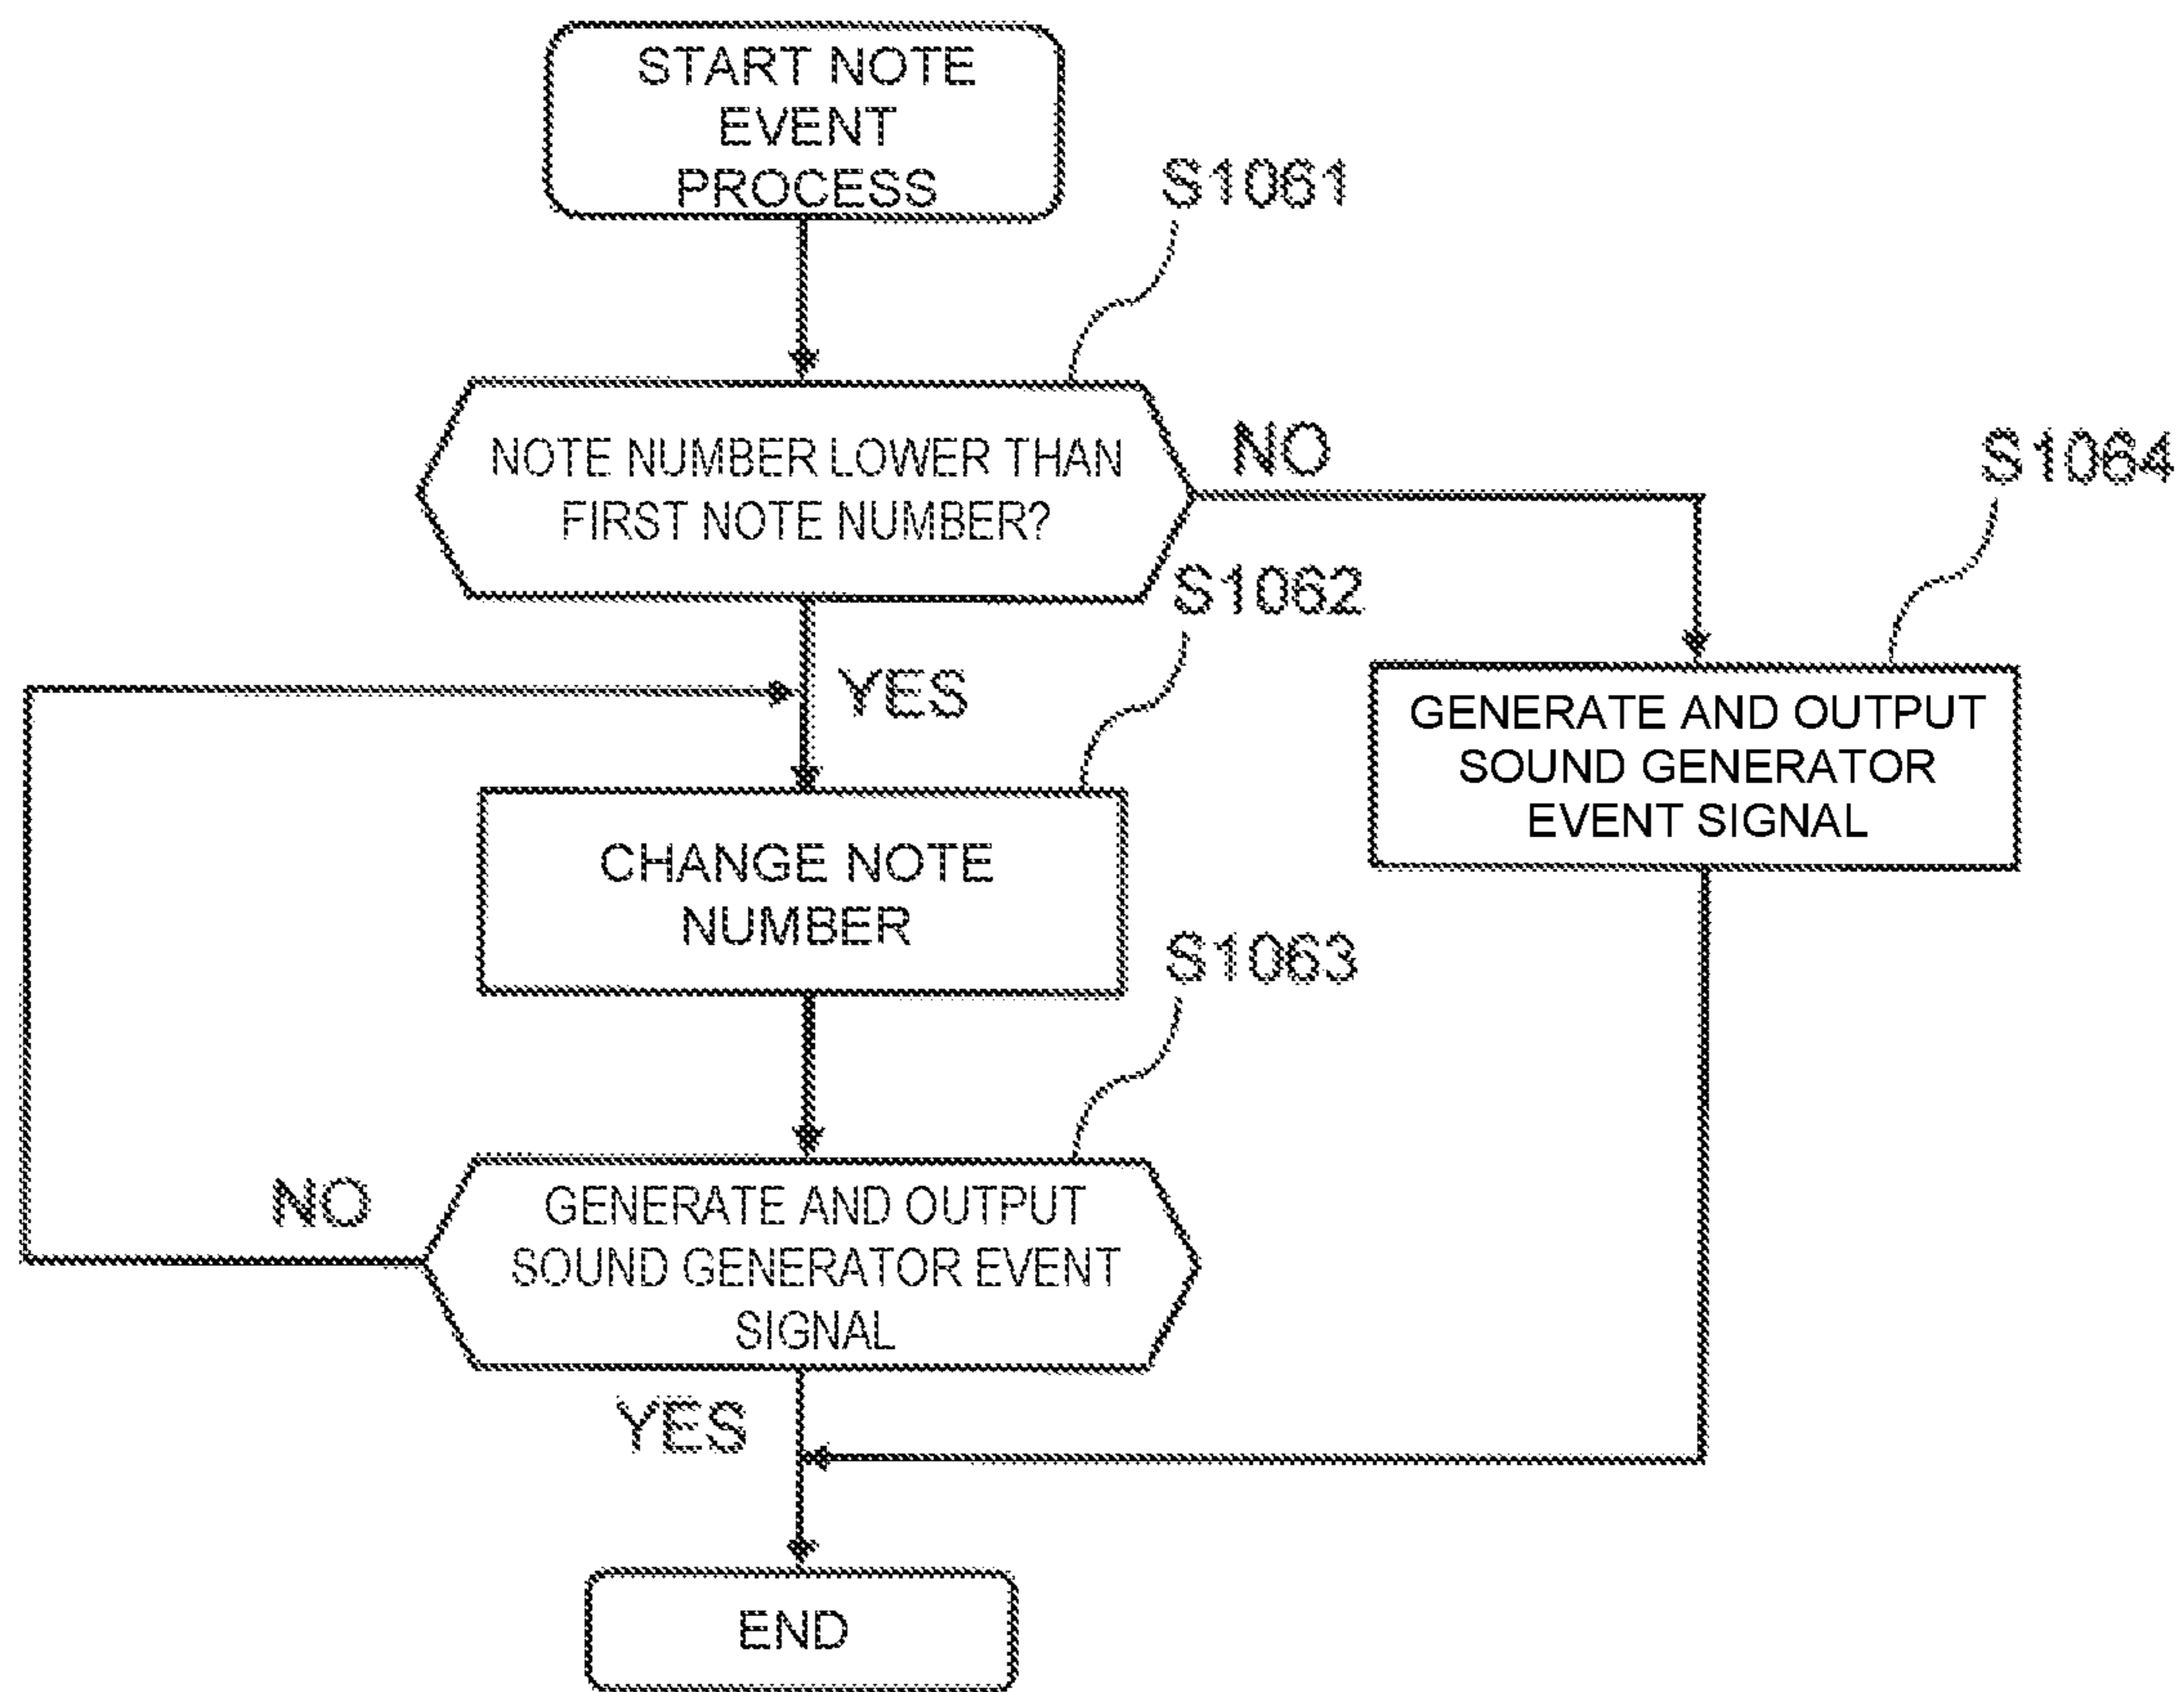 START NOTE
EVENT
PROCESS
S1061
NOTE NUMBER LOWER THAN
FIRST NOTE NUMBER?
NO
S1064
S1062
YES
GENERATE AND OUTPUT
SOUND GENERATOR
EVENT SIGNAL
CHANGE NOTE
NUMBER
S1063
NO
GENERATE AND OUTPUT
SOUND GENERATOR EVENT
SIGNAL
YES
END